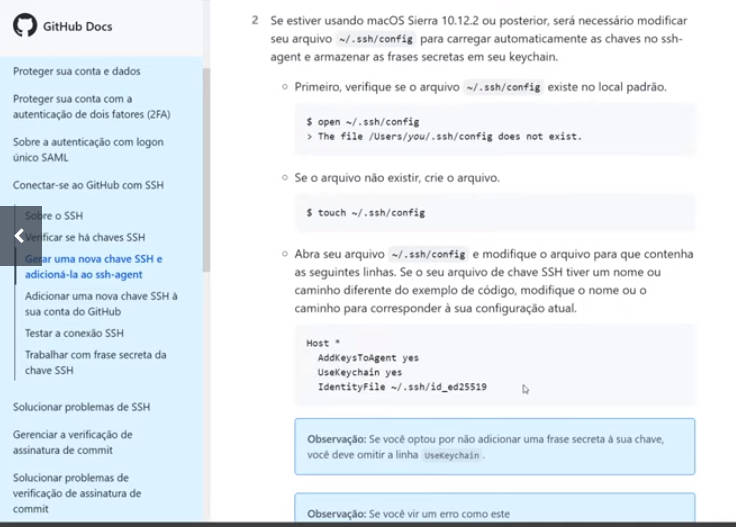 GitHub Docs
Proteger sua conta e dados
Proteger sua conta com a
autenticação de dois fatores (2FA)
Sobre a autenticação com logon
único SAML
Conectar-se ao GitHub com SSH
Sobre o SSH
Verificar se há chaves SSH
Gerar uma nova chave SSH e
adicioná-la ao ssh-agent
Adicionar uma nova chave SSH à
sua conta do GitHub
Testar a conexão SSH
Trabalhar com frase secreta da
chave SSH
Solucionar problemas de SSH
Gerenciar a verificação de
assinatura de commit
Solucionar problemas de
verificação de assinatura de
commit
2 Se estiver usando macOS Sierra 10.12.2 ou posterior, será necessário modificar
seu arquivo ~/.ssh/config para carregar automaticamente as chaves no ssh-
agent e armazenar as frases secretas em seu keychain.
Primeiro, verifique se o arquivo ~/.ssh/config existe no local padrão.
$ open ~/.ssh/config
> The file /Users/you/.ssh/config does not exist.
Se o arquivo não existir, crie o arquivo.
$ touch ~/.ssh/config
Abra seu arquivo ~/.ssh/config e modifique o arquivo para que contenha
as seguintes linhas. Se o seu arquivo de chave SSH tiver um nome ou
caminho diferente do exemplo de código, modifique o nome ou o
caminho para corresponder à sua configuração atual.
Host *
AddKeysToAgent yes
UseKeychain yes
IdentityFile ~/.ssh/id_ed25519
Observação: Se você optou por não adicionar uma frase secreta à sua chave,
você deve omitir a linha UseKeychain.
Observação: Se você vir um erro como este